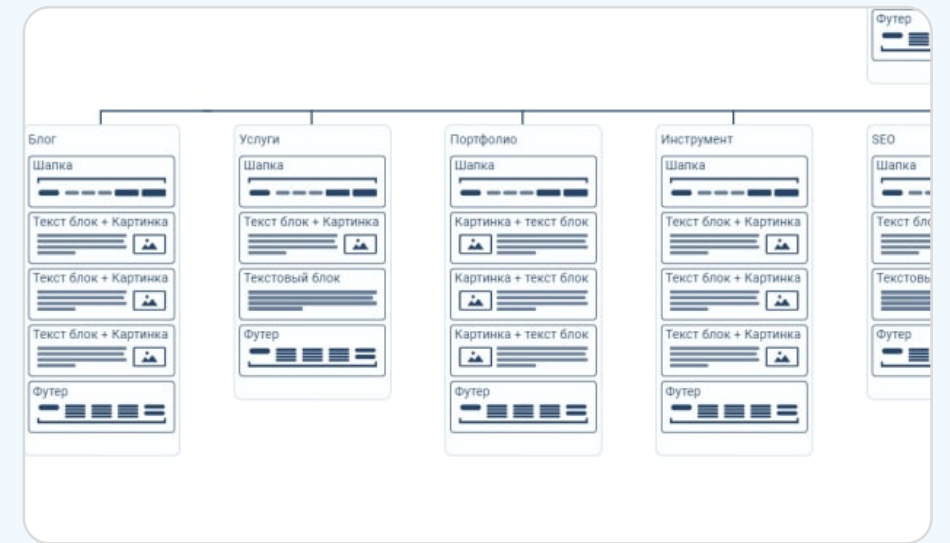 Футер
Блог
Шапка
Текст блок + Картинка
Текст блок + Картинка
Текст блок + Картинка
Футер
Услуги
Шапка
Текст блок + Картинка
Текстовый блок
Футер
Портфолио
Шапка
Картинка + текст блок
Картинка + текст блок
Картинка + текст блок
Футер
Инструмент
Шапка
Текст блок + Картинка
Текст блок + Картинка
Текст блок + Картинка
Футер
SEO
Шапка
Текст
Футер